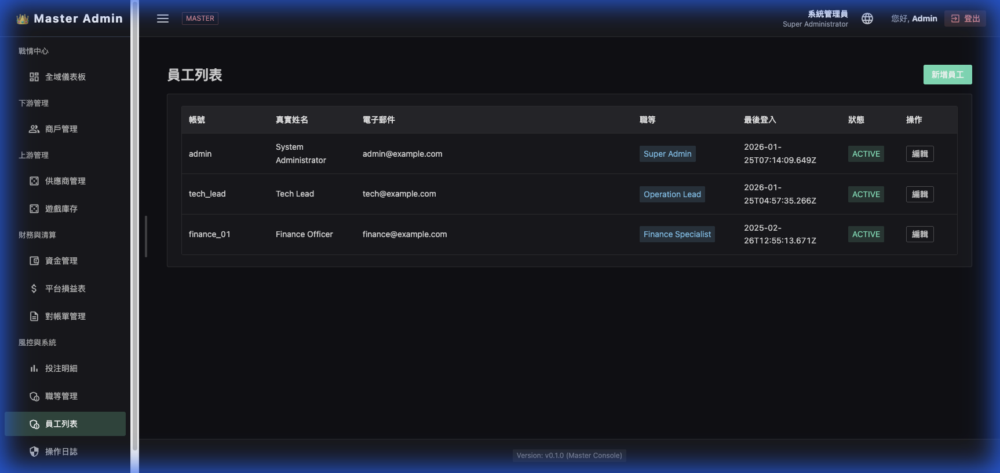 Master Admin
MASTER
系統管理員
Super Administrator
您好, Admin
登出
戰情中心
全域儀表板
下游管理
商戶管理
上游管理
供應商管理
遊戲庫存
財務與清算
資金管理
平台損益表
對帳單管理
風控與系統
投注明細
職等管理
員工列表
操作日誌
員工列表
新增員工
帳號 真實姓名 電子郵件 職等 最後登入 狀態 操作
admin System Administrator admin@example.com Super Admin 2026-01-25T07:14:09.649Z ACTIVE 編輯
tech_lead Tech Lead tech@example.com Operation Lead 2026-01-25T04:57:35.266Z ACTIVE 編輯
finance_01 Finance Officer finance@example.com Finance Specialist 2025-02-26T12:55:13.671Z ACTIVE 編輯
Version: v0.1.0 (Master Console)